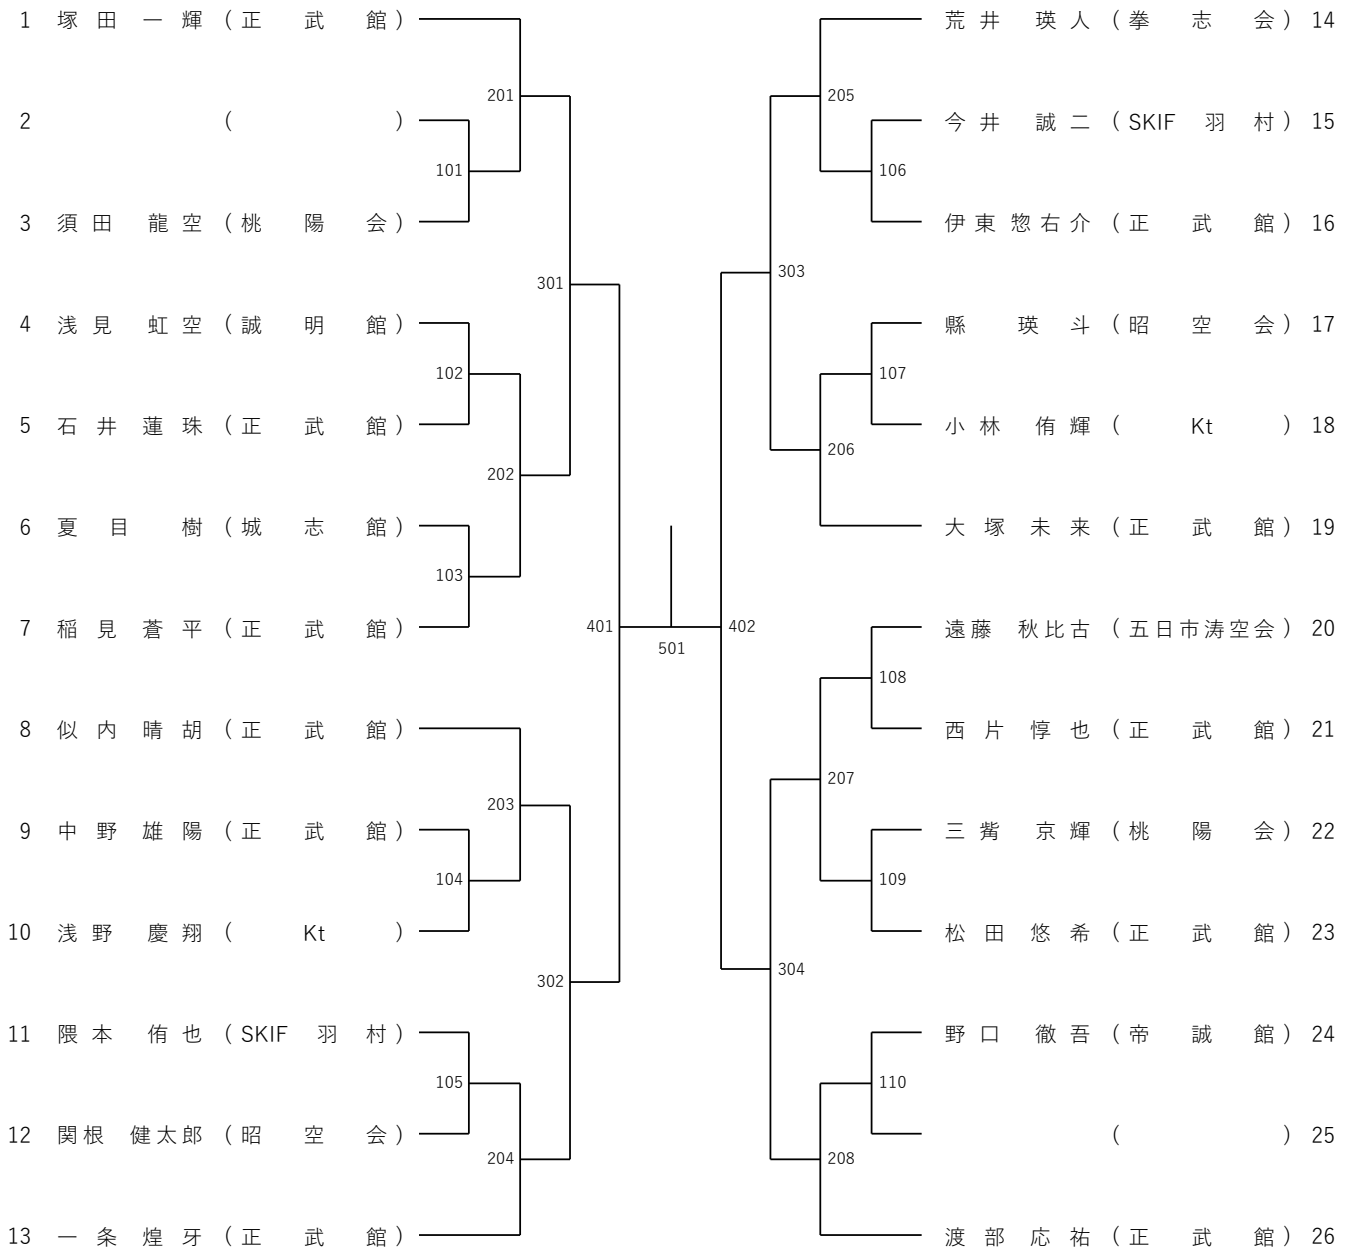 1 塚田一輝（正武館）
2 （ ）
3 須田 龍空（桃陽会）
4 浅見 虹空（誠明館）
5 石井蓮珠（正武館）
6 夏目 樹（城志館）
7 稲見蒼平（正武館）
8 似内晴胡（正武館）
9 中野雄陽（正武館）
10 浅野 慶翔（Kt）
11 隈本 侑也（SKIF 羽村）
12 関根 健太郎（昭空会）
13 一条煌牙（正武館）
101
102
103
104
105
201
202
203
204
301
302
401
501
402
303
304
205
206
207
208
106
107
108
109
110
荒井 瑛人（拳志会）14
今井 誠二（SKIF 羽村）15
伊東惣右介（正武館）16
縣 瑛斗（昭空会）17
小林 侑輝（Kt）18
大塚未来（正武館）19
遠藤 秋比古（五日市涛空会）20
西片惇也（正武館）21
三觜 京輝（桃陽会）22
松田悠希（正武館）23
野口 徹吾（帝誠館）24
（ ）25
渡部応祐（正武館）26